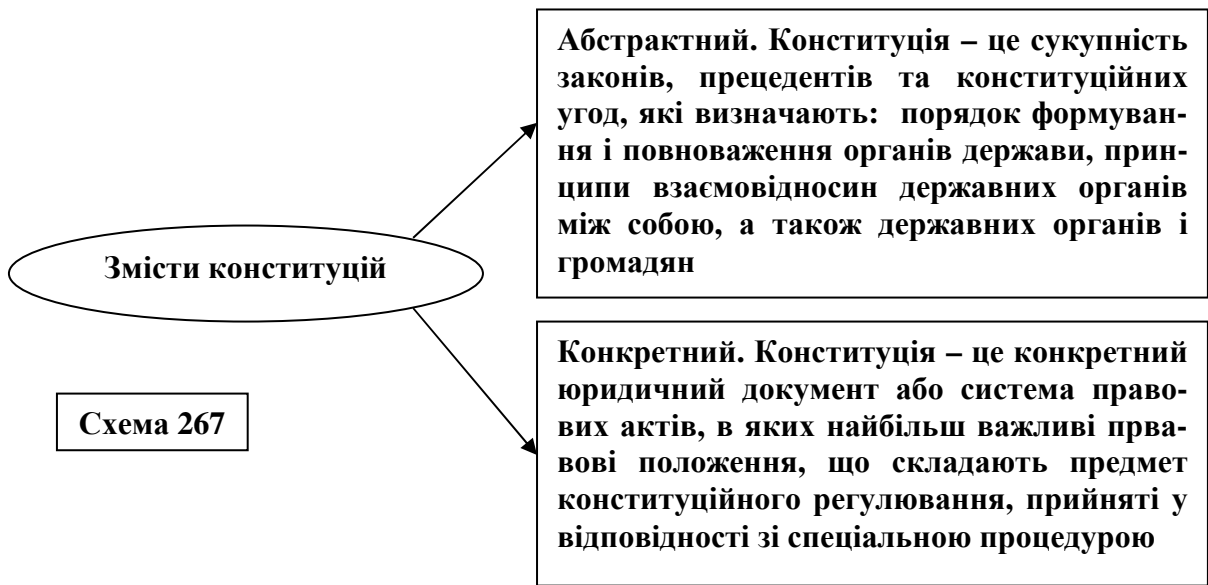 Абстрактний. Конституція – це сукупність
законів, прецедентів та конституційних
угод, які визначають: порядок формуван-
ня і повноваження органів держави, прин-
ципи взаємовідносин державних органів
між собою, а також державних органів і
громадян
Змісти конституцій
Конкретний. Конституція – це конкретний
юридичний документ або система право-
вих актів, в яких найбільш важливі прва-
вові положення, що складають предмет
конституційного регулювання, прийняті у
відповідності зі спеціальною процедурою
Схема 267